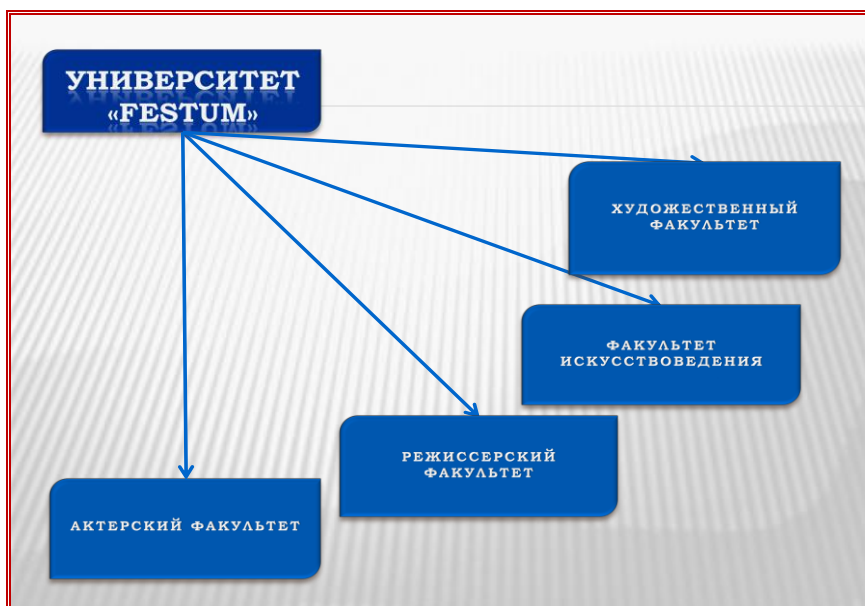 УНИВЕРСИТЕТ
«FESTUM»
ХУДОЖЕСТВЕННЫЙ
ФАКУЛЬТЕТ
ФАКУЛЬТЕТ
ИСКУССТВОВЕДЕНИЯ
РЕЖИССЕРСКИЙ
ФАКУЛЬТЕТ
АКТЕРСКИЙ ФАКУЛЬТЕТ